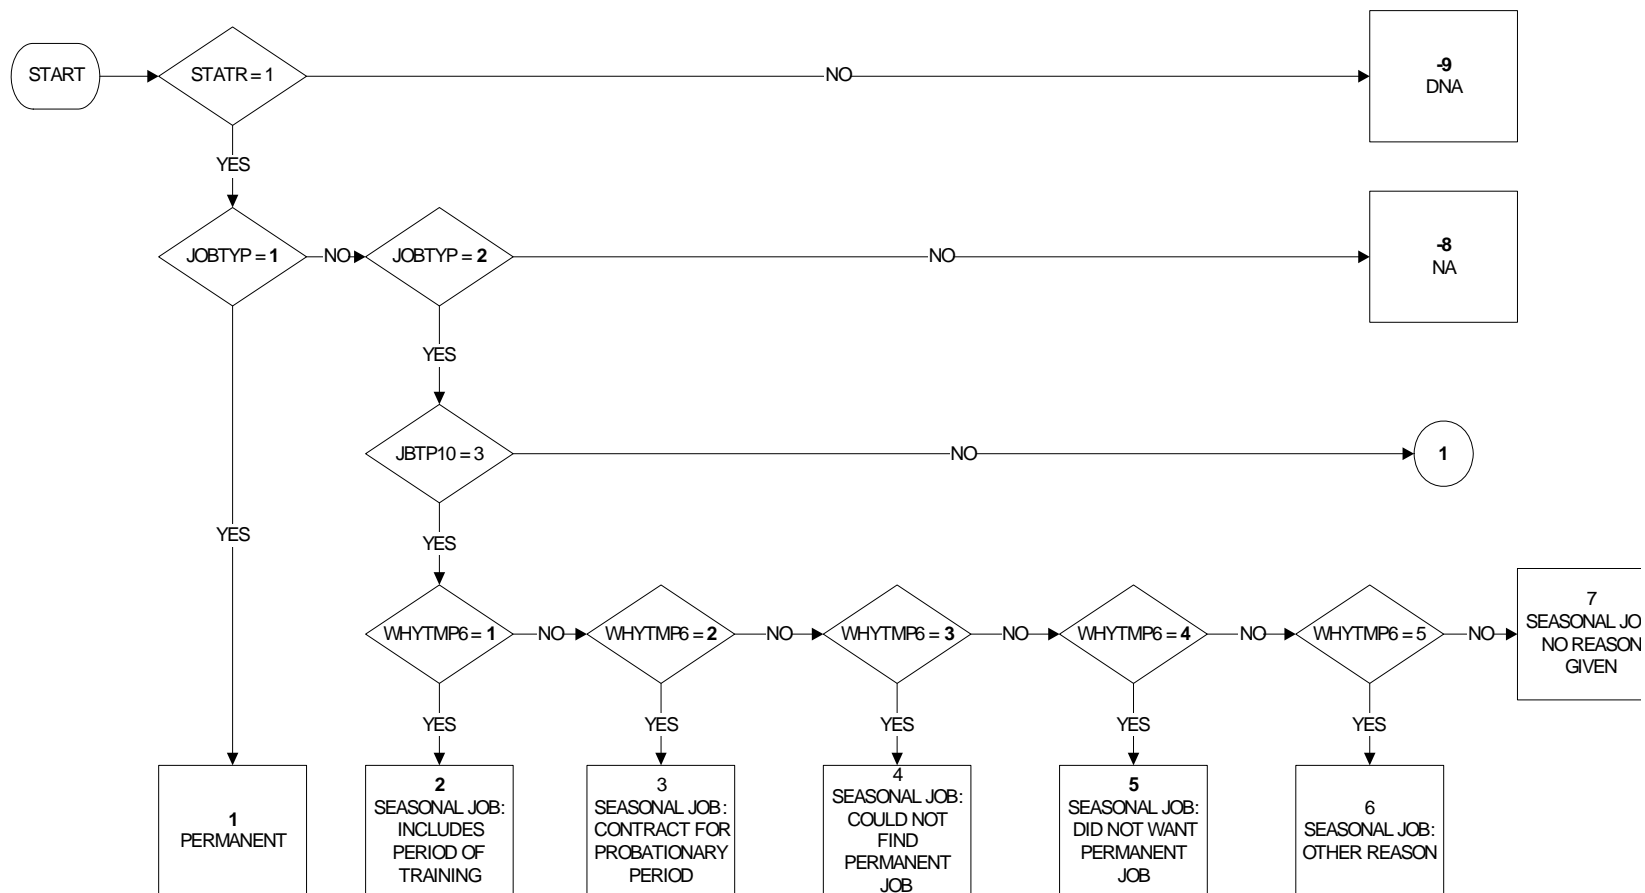 START
STATR = 1
NO
-9
DNA
YES
JOBTYP = 1
NO
JOBTYP = 2
NO
-8
NA
YES
JBTP10 = 3
NO
1
YES
YES
WHYTMP6 = 1
NO
WHYTMP6 = 2
NO
WHYTMP6 = 3
NO
WHYTMP6 = 4
NO
WHYTMP6 = 5
NO
7
SEASONAL JO
NO REASON
GIVEN
YES
YES
YES
YES
YES
1
PERMANENT
2
SEASONAL JOB:
INCLUDES
PERIOD OF
TRAINING
3
SEASONAL JOB:
CONTRACT FOR
PROBATIONARY
PERIOD
4
SEASONAL JOB:
COULD NOT
FIND
PERMANENT
JOB
5
SEASONAL JOB:
DID NOT WANT
PERMANENT
JOB
6
SEASONAL JOB:
OTHER REASON